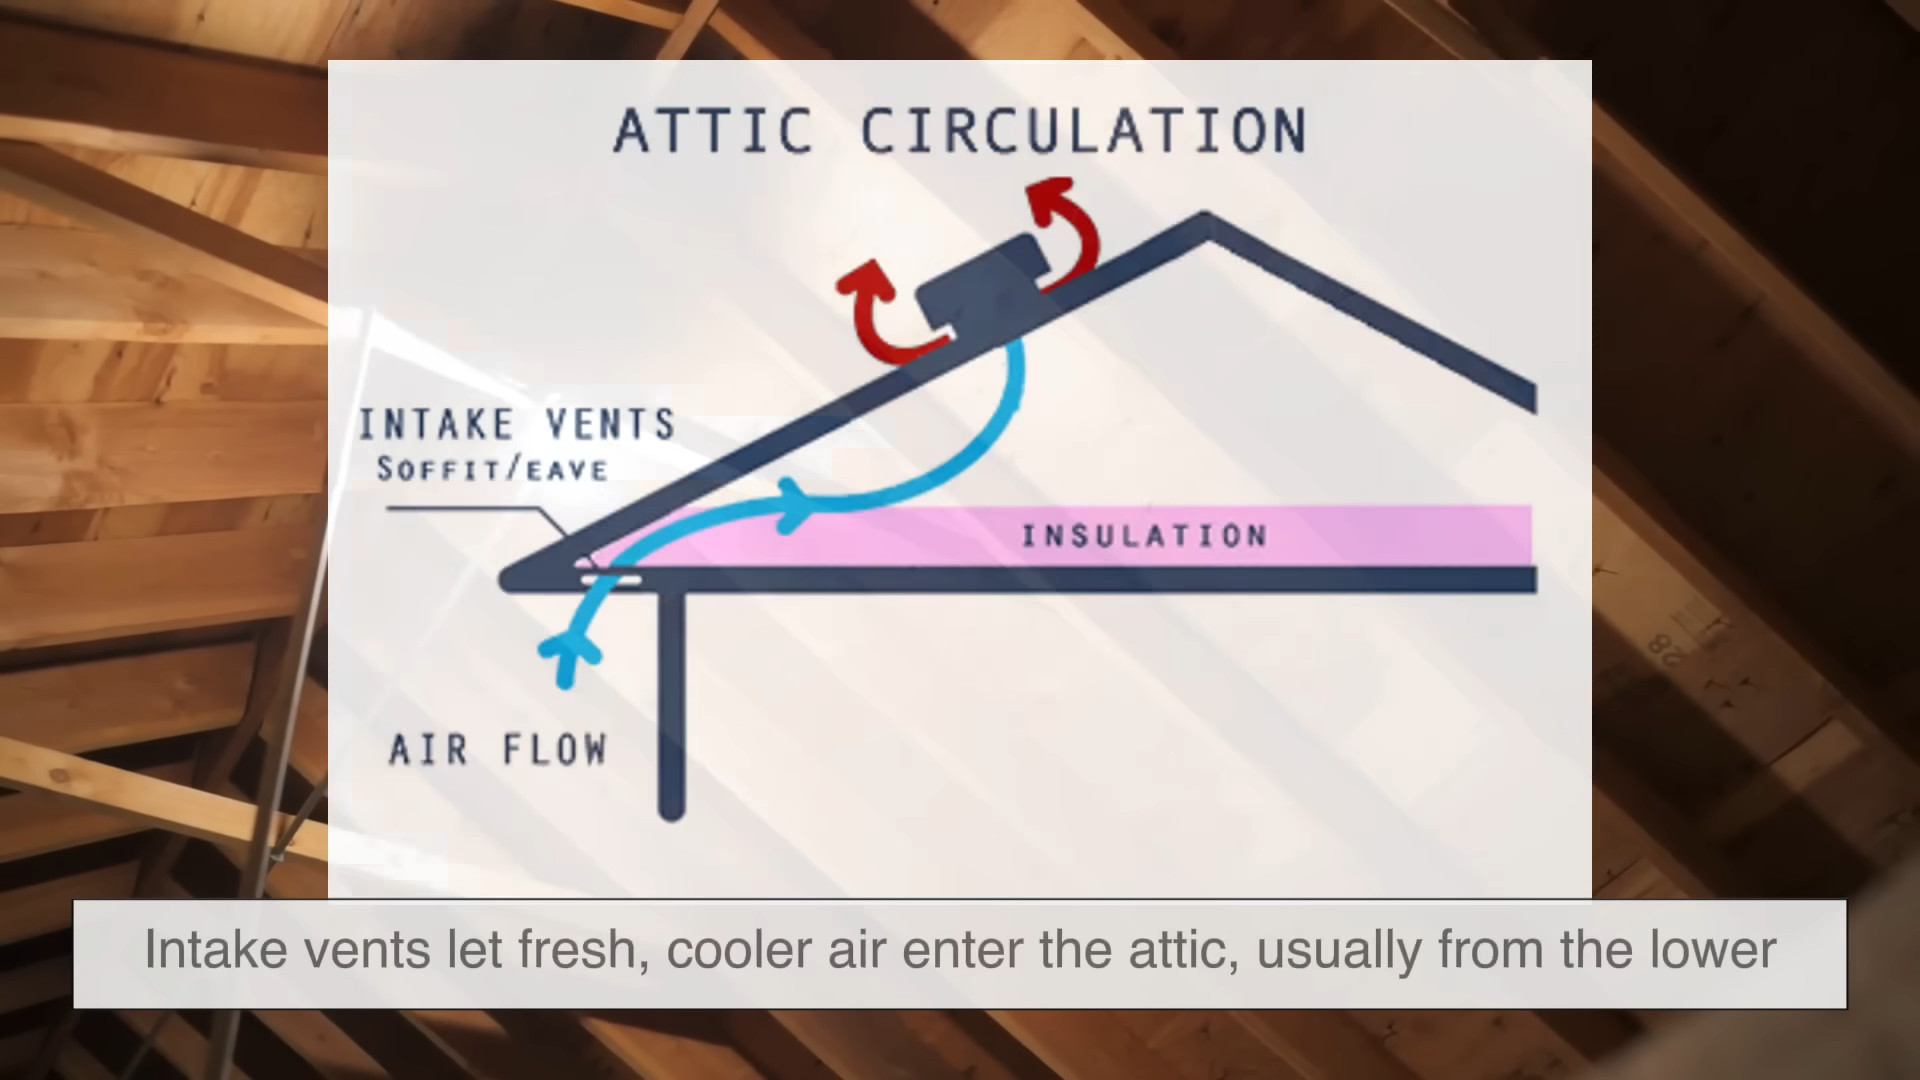 ATTIC CIRCULATION
INTAKE VENTS
SOFFIT/EAVE
INSULATION
AIR FLOW
28
Intake vents let fresh, cooler air enter the attic, usually from the lower